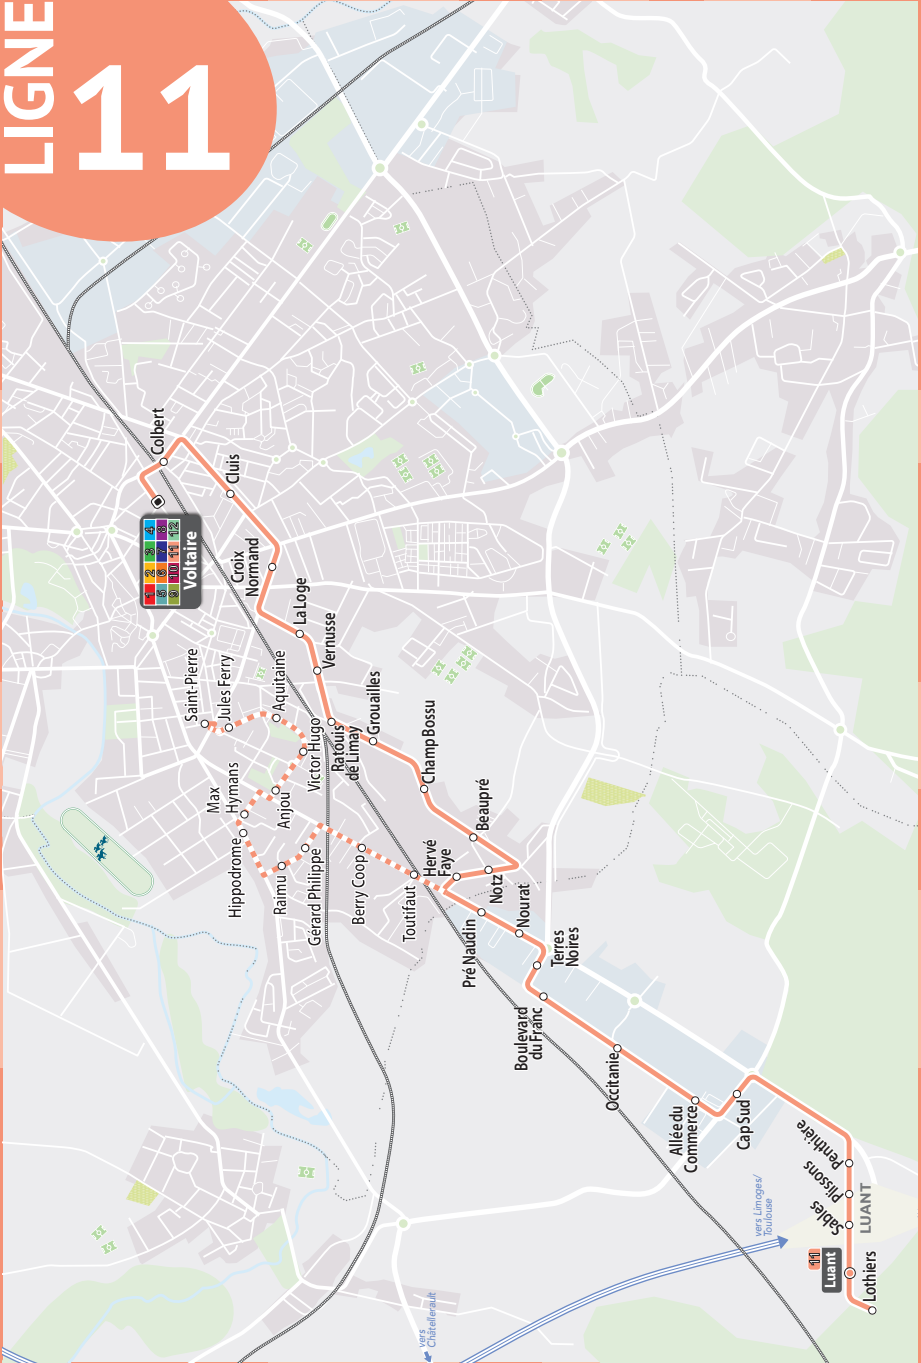 LIGNE
11
Colbert
1 2 3 4
5 6 7 8
9 10 11 12
Voltaire
Cluis
Croix
Normand
La Loge
Vernusse
Saint-Pierre
Jules Ferry
Aquitaine
Victor Hugo
Ratouis
de Limay
Grouailles
Max
Hymans
Anjou
Champ Bossu
Hippodrome
Raimu
Gérard Philippe
Berry Coop
Toutifaut
Beaupré
Hervé
Faye
Notz
Nourat
Pré Naudin
Terres
Noires
Boulevard
du Franc
Occitanie
Allée du
Commerce
Cap Sud
Penthière
Plissons
Sables
LUANT
vers Limoges/
Toulouse
11
Luant
Lothiers
vers
Châtellerault